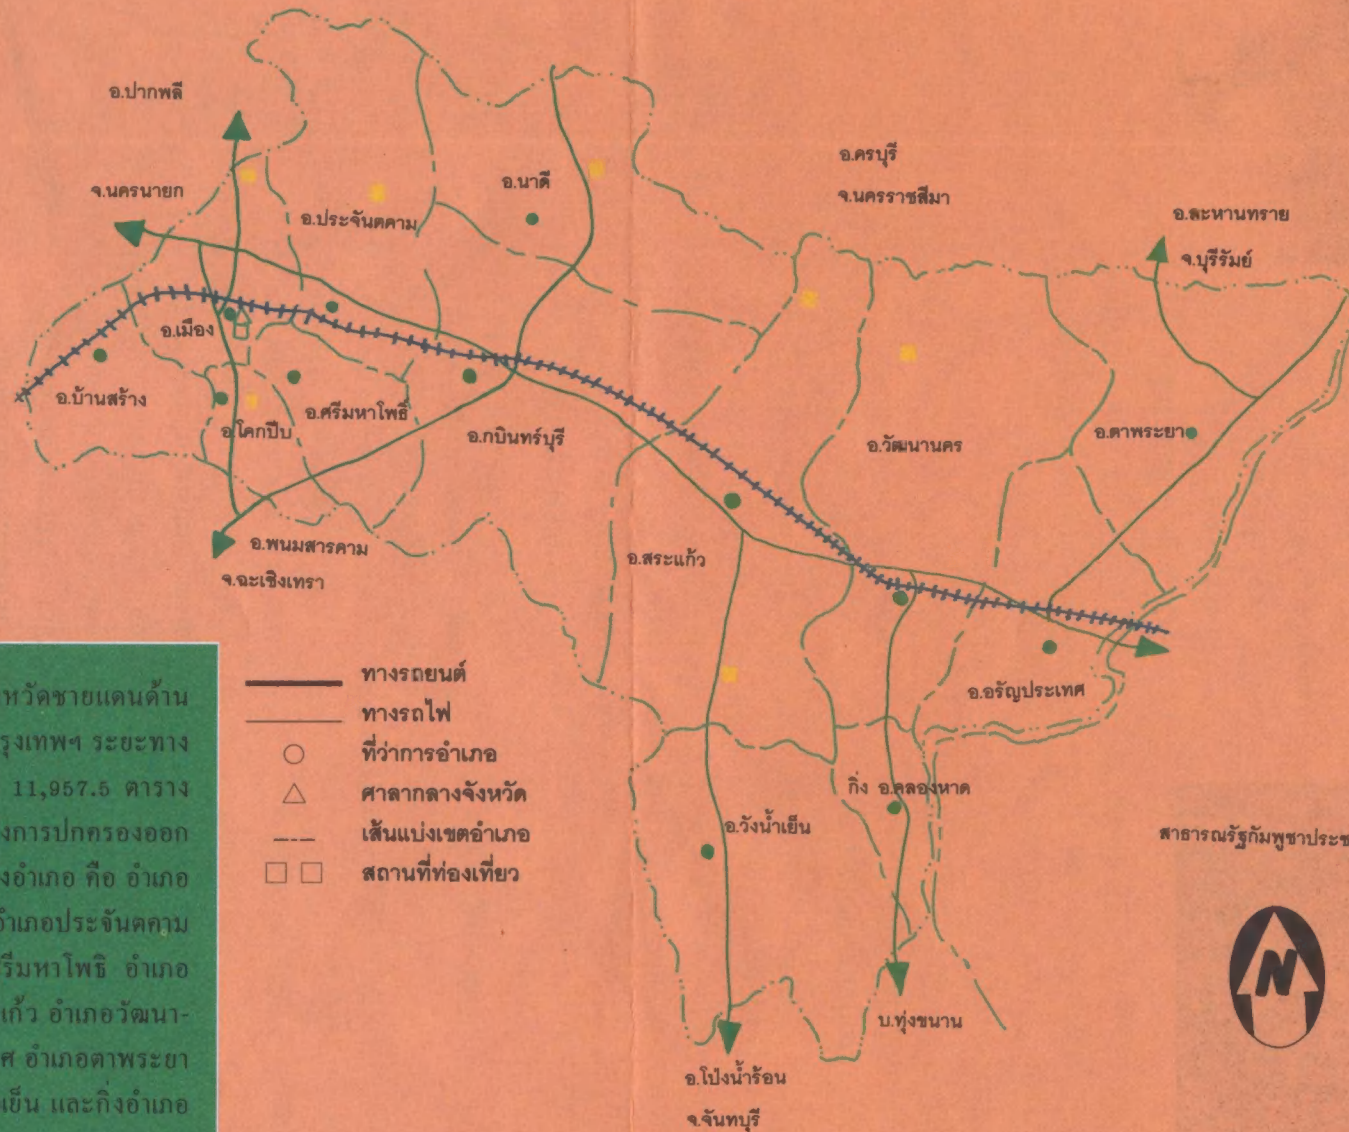 อ.ปากพลี
จ.นครนายก
อ.ประจันตคาม
อ.นาดี
อ.ครบุรี
จ.นครราชสีมา
อ.ละหานทราย
จ.บุรีรัมย์
อ.เมือง
อ.บ้านสร้าง
อ.โคกปีบ
อ.ศรีมหาโพธิ์
อ.กบินทร์บุรี
อ.วัฒนานคร
อ.ตาพระยา
อ.พนมสารคาม
จ.ฉะเชิงเทรา
อ.สระแก้ว
อ.อรัญประเทศ
กิ่ง อ.คลองหาด
อ.วังน้ำเย็น
สาธารณรัฐกัมพูชาประช
บ.ทุ่งขนาน
อ.โป่งน้ำร้อน
จ.จันทบุรี
N
ทางรถยนต์
ทางรถไฟ
ที่ว่าการอำเภอ
ศาลากลางจังหวัด
เส้นแบ่งเขตอำเภอ
สถานที่ท่องเที่ยว
หวัดชายแดนด้าน
รุงเทพฯ ระยะทาง
11,957.5 ตาราง
งการปกครองออก
งอำเภอ คือ อำเภอ
อำเภอประจันตคาม
รีมหาโพธิ อำเภอ
แก้ว อำเภอวัฒนา-
ศ อำเภอตาพระยา
เย็น และกิ่งอำเภอ